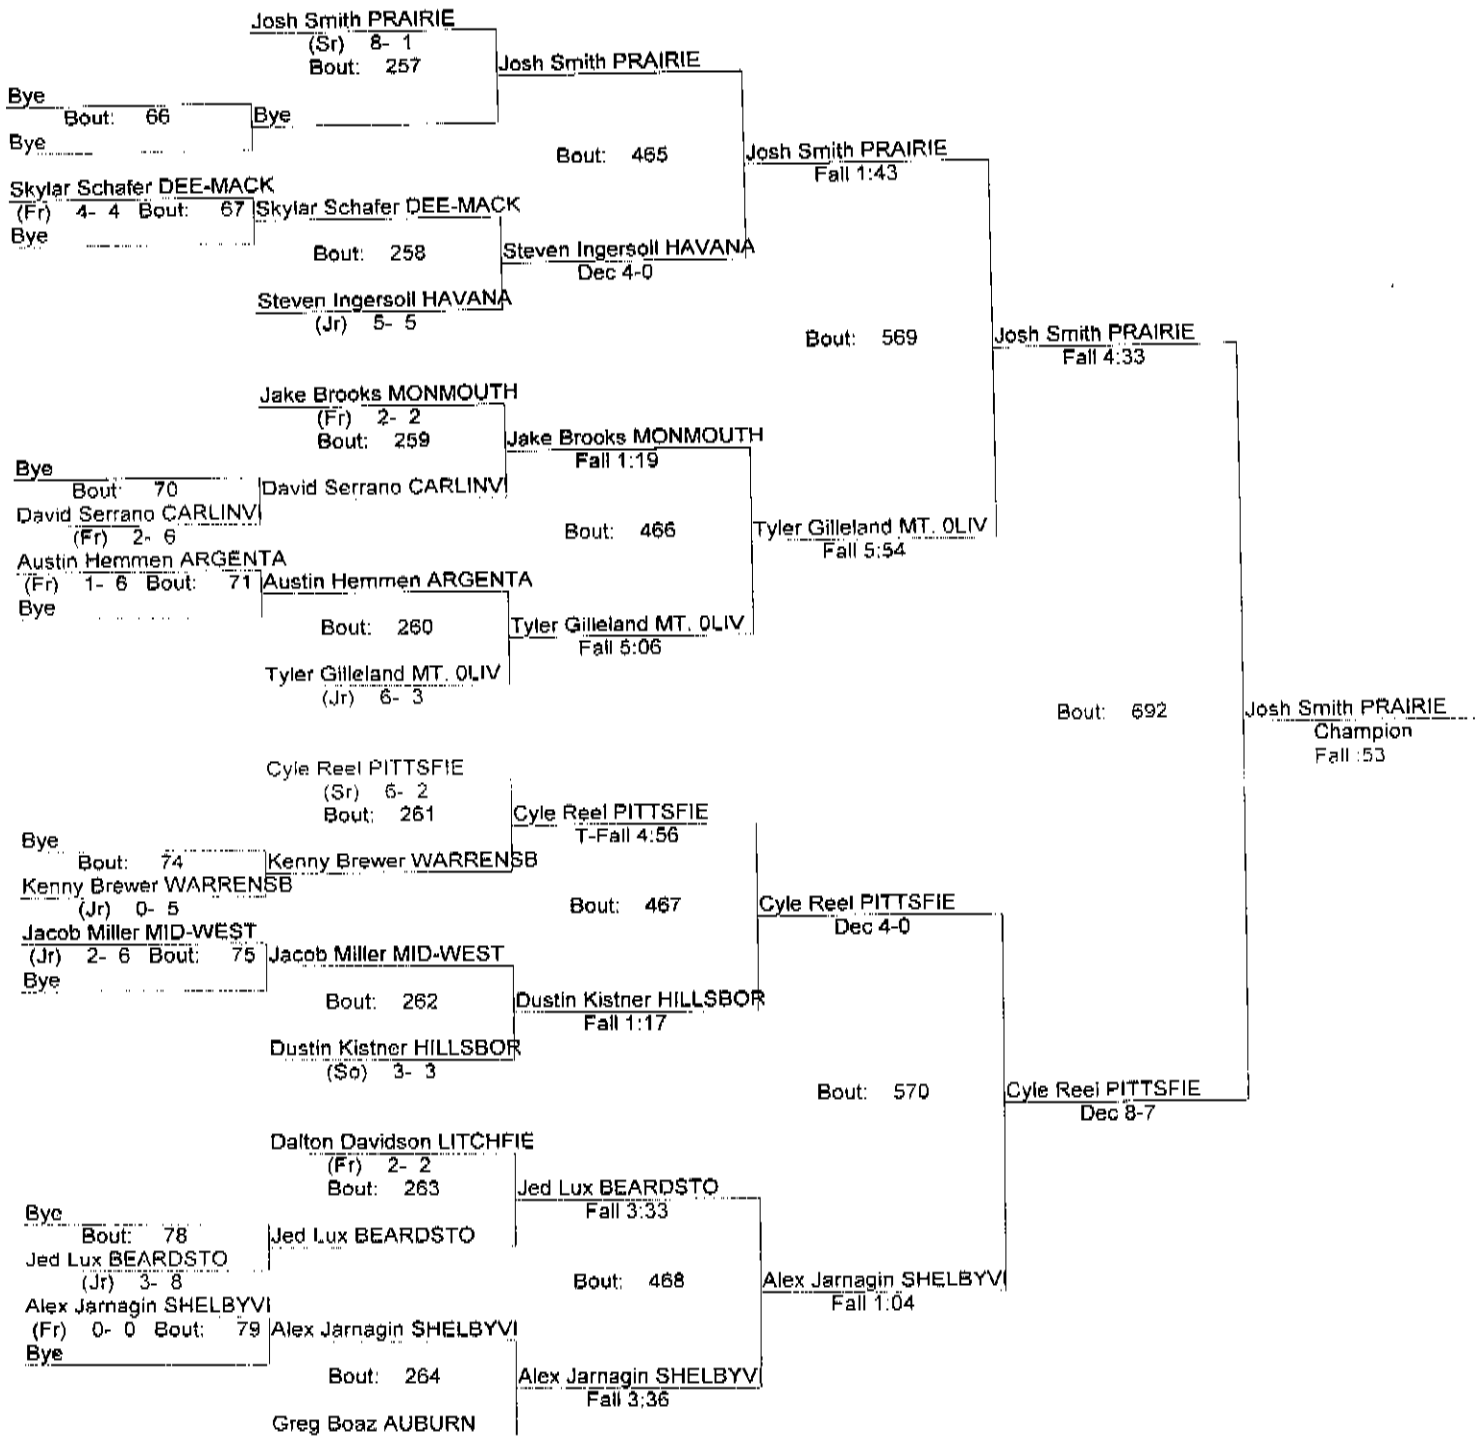 Josh Smith PRAIRIE
(Sr) 8- 1
Bout: 257
Josh Smith PRAIRIE
Bye
Bout: 66
Bye
Bye
Bout: 465
Josh Smith PRAIRIE
Fall 1:43
Skylar Schafer DEE-MACK
(Fr) 4- 4 Bout: 67
Skylar Schafer DEE-MACK
Bye
Bout: 258
Steven Ingersoll HAVANA
Dec 4-0
Steven Ingersoll HAVANA
(Jr) 5- 5
Bout: 569
Josh Smith PRAIRIE
Fall 4:33
Jake Brooks MONMOUTH
(Fr) 2- 2
Bout: 259
Jake Brooks MONMOUTH
Fall 1:19
Bye
Bout: 70
David Serrano CARLINVI
David Serrano CARLINVI
(Fr) 2- 6
Bout: 466
Tyler Gilleland MT. 0LIV
Fall 5:54
Austin Hemmen ARGENTA
(Fr) 1- 6 Bout: 71
Austin Hemmen ARGENTA
Bye
Bout: 260
Tyler Gilleland MT. 0LIV
Fall 5:06
Tyler Gilleland MT. 0LIV
(Jr) 6- 3
Bout: 692
Josh Smith PRAIRIE
Champion
Fall :53
Cyle Reel PITTSFIE
(Sr) 6- 2
Bout: 261
Cyle Reel PITTSFIE
T-Fall 4:56
Bye
Bout: 74
Kenny Brewer WARRENSB
Kenny Brewer WARRENSB
(Jr) 0- 5
Bout: 467
Cyle Reel PITTSFIE
Dec 4-0
Jacob Miller MID-WEST
(Jr) 2- 6 Bout: 75
Jacob Miller MID-WEST
Bye
Bout: 262
Dustin Kistner HILLSBOR
Fall 1:17
Dustin Kistner HILLSBOR
(So) 3- 3
Bout: 570
Cyle Reel PITTSFIE
Dec 8-7
Dalton Davidson LITCHFIE
(Fr) 2- 2
Bout: 263
Jed Lux BEARDSTO
Fall 3:33
Bye
Bout: 78
Jed Lux BEARDSTO
Jed Lux BEARDSTO
(Jr) 3- 8
Bout: 468
Alex Jarnagin SHELBYVI
Fall 1:04
Alex Jarnagin SHELBYVI
(Fr) 0- 0 Bout: 79
Alex Jarnagin SHELBYVI
Bye
Bout: 264
Alex Jarnagin SHELBYVI
Fall 3:36
Greg Boaz AUBURN